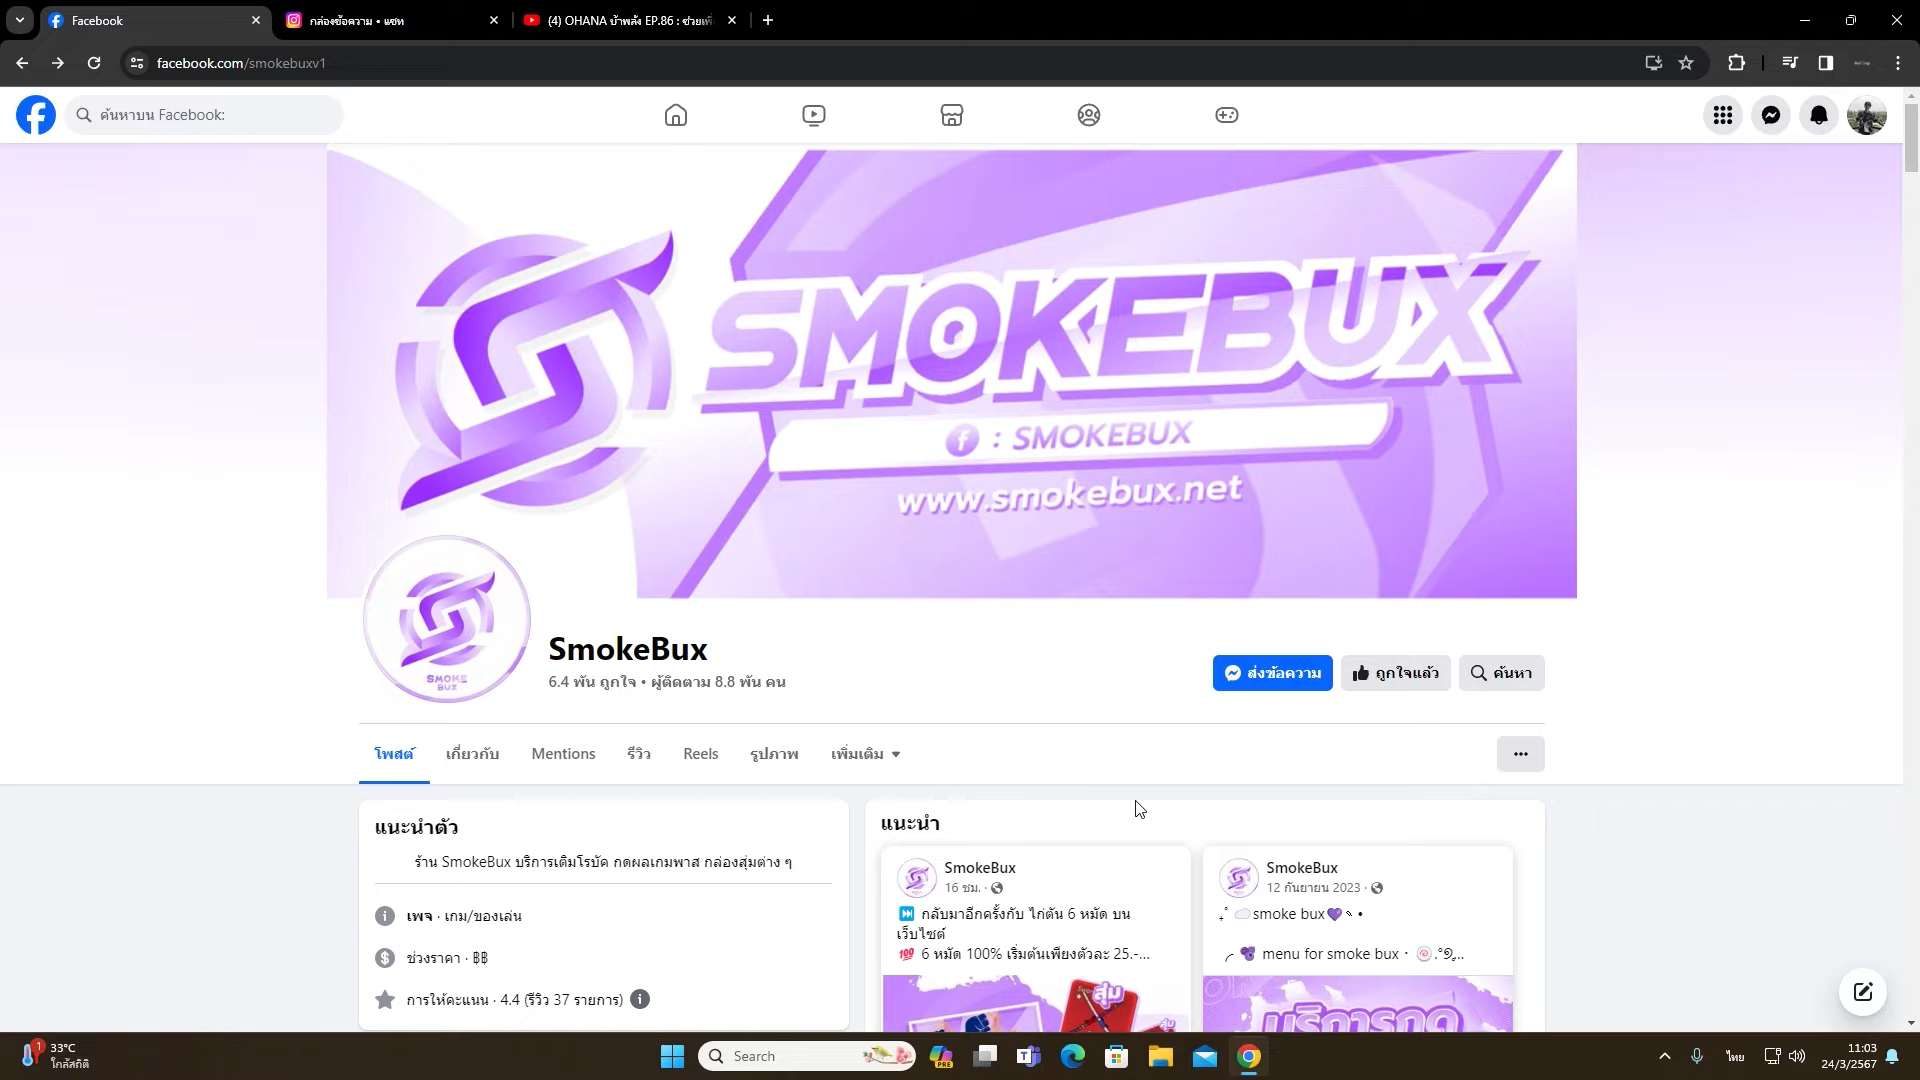 Facebook
กล่องข้อความ • แชท
(4) OHANA บ้าพลัง EP.86 : ช่วยเพื่
facebook.com/smokebuxv1
ค้นหาบน Facebook:
SMOKEBUX
: SMOKEBUX
www.smokebux.net
SMOKE
BUX
SmokeBux
6.4 พัน ถูกใจ • ผู้ติดตาม 8.8 พัน คน
ส่งข้อความ
ถูกใจแล้ว
ค้นหา
โพสต์
เกี่ยวกับ
Mentions
รีวิว
Reels
รูปภาพ
เพิ่มเติม
แนะนำตัว
ร้าน SmokeBux บริการเติมโรบัค กดผลเกมพาส กล่องสุ่มต่าง ๆ
เพจ · เกม/ของเล่น
ช่วงราคา · ฿฿
การให้คะแนน · 4.4 (รีวิว 37 รายการ)
แนะนำ
SmokeBux
16 ชม. ·
⏭️ กลับมาอีกครั้งกับ ไก่ตัน 6 หมัด บน
เว็บไซต์
💯 6 หมัด 100% เริ่มต้นเพียงตัวละ 25.-...
สุ่ม
SmokeBux
12 กันยายน 2023 ·
smoke bux💜
menu for smoke bux
บริการกด
33°C
ใกล้สถิติ
Search
PRE
ไทย
11:03
24/3/2567